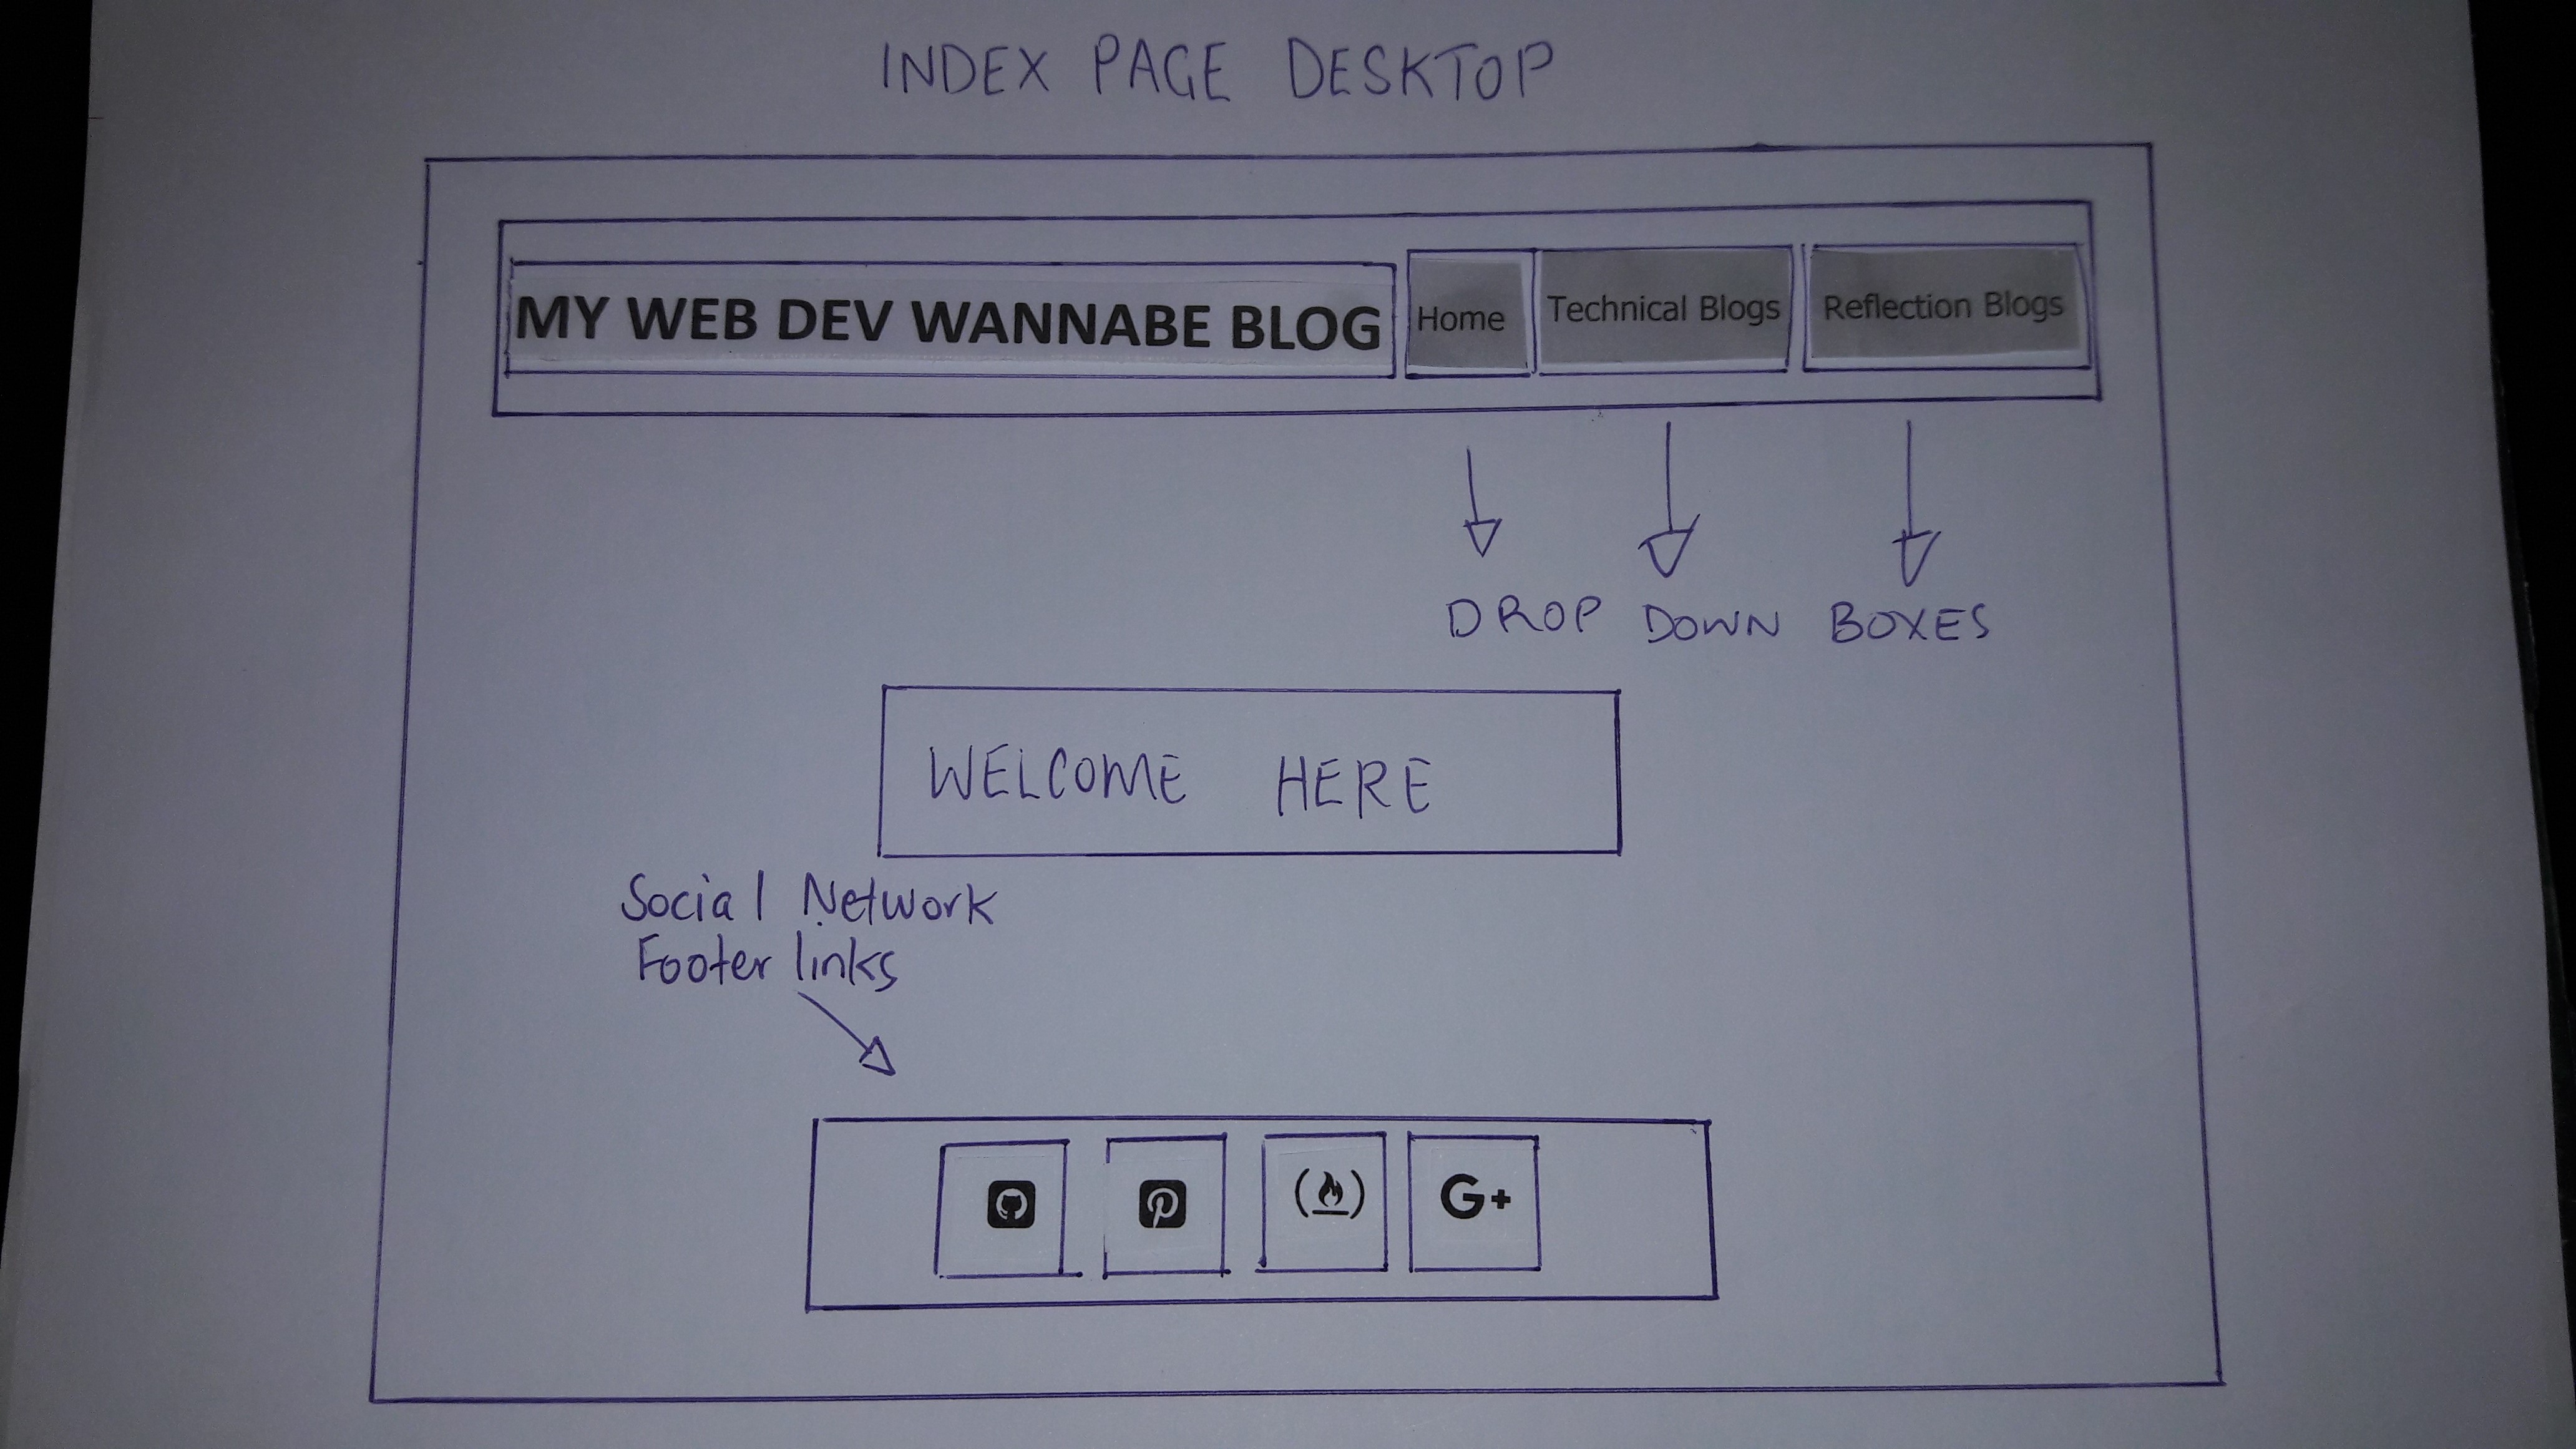 INDEX PAGE DESKTOP
MY WEB DEV WANNABE BLOG Home Technical Blogs Reflection Blogs
DROP DOWN BOXES
WELCOME HERE
Social Network
Footer links
G+